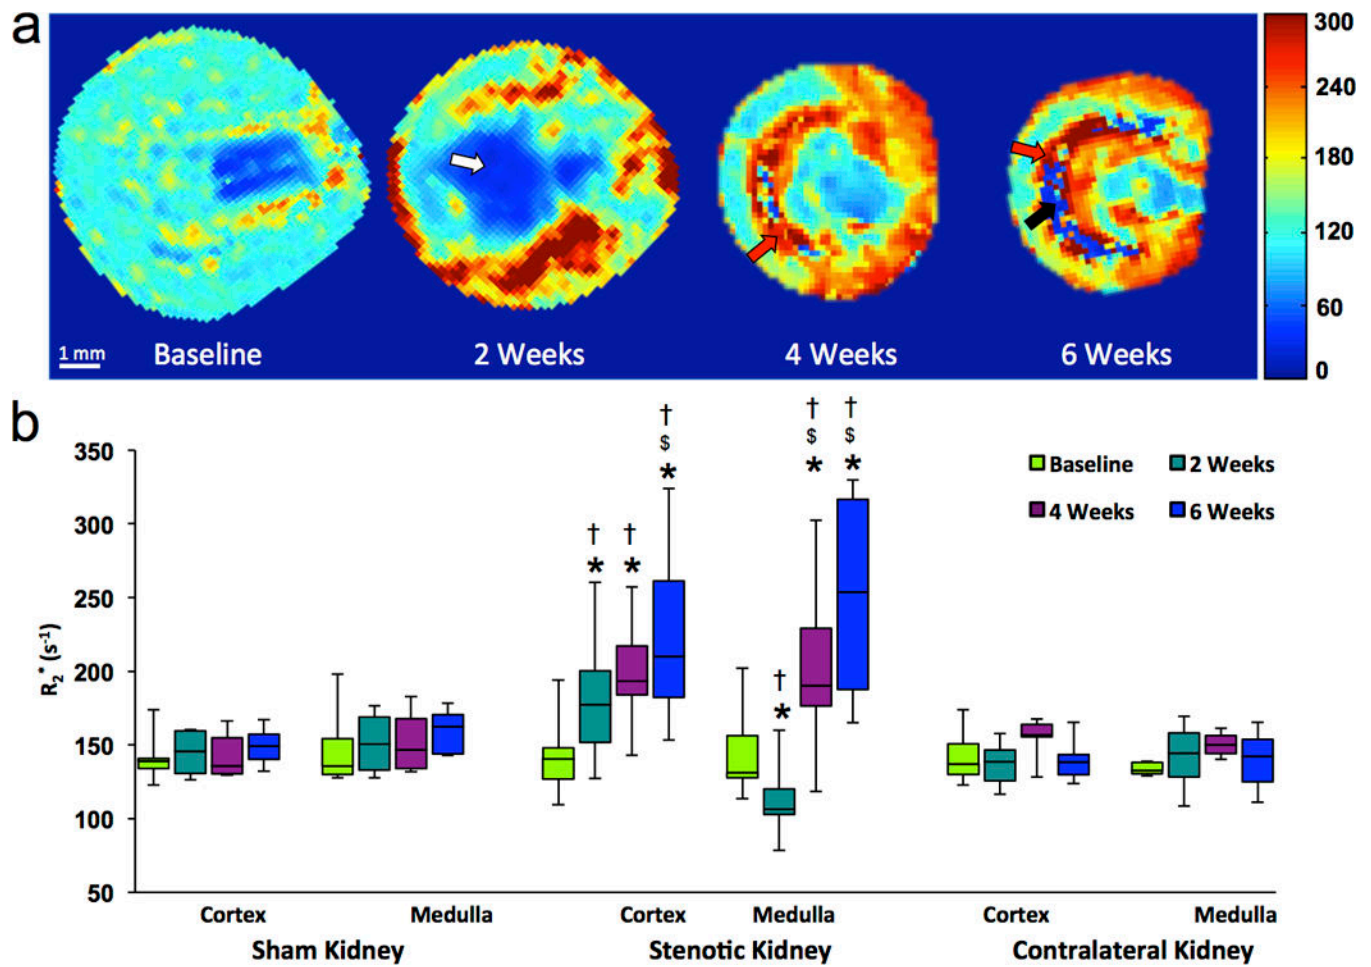 a
300
240
180
120
60
0
1 mm
Baseline
2 Weeks
4 Weeks
6 Weeks
b
350
300
250
200
150
100
50
R₂* (s⁻¹)
Baseline
2 Weeks
4 Weeks
6 Weeks
† † †
$ $ $
* * *
† †
* *
†
*
Cortex Medulla Cortex Medulla Cortex Medulla
Sham Kidney Stenotic Kidney Contralateral Kidney